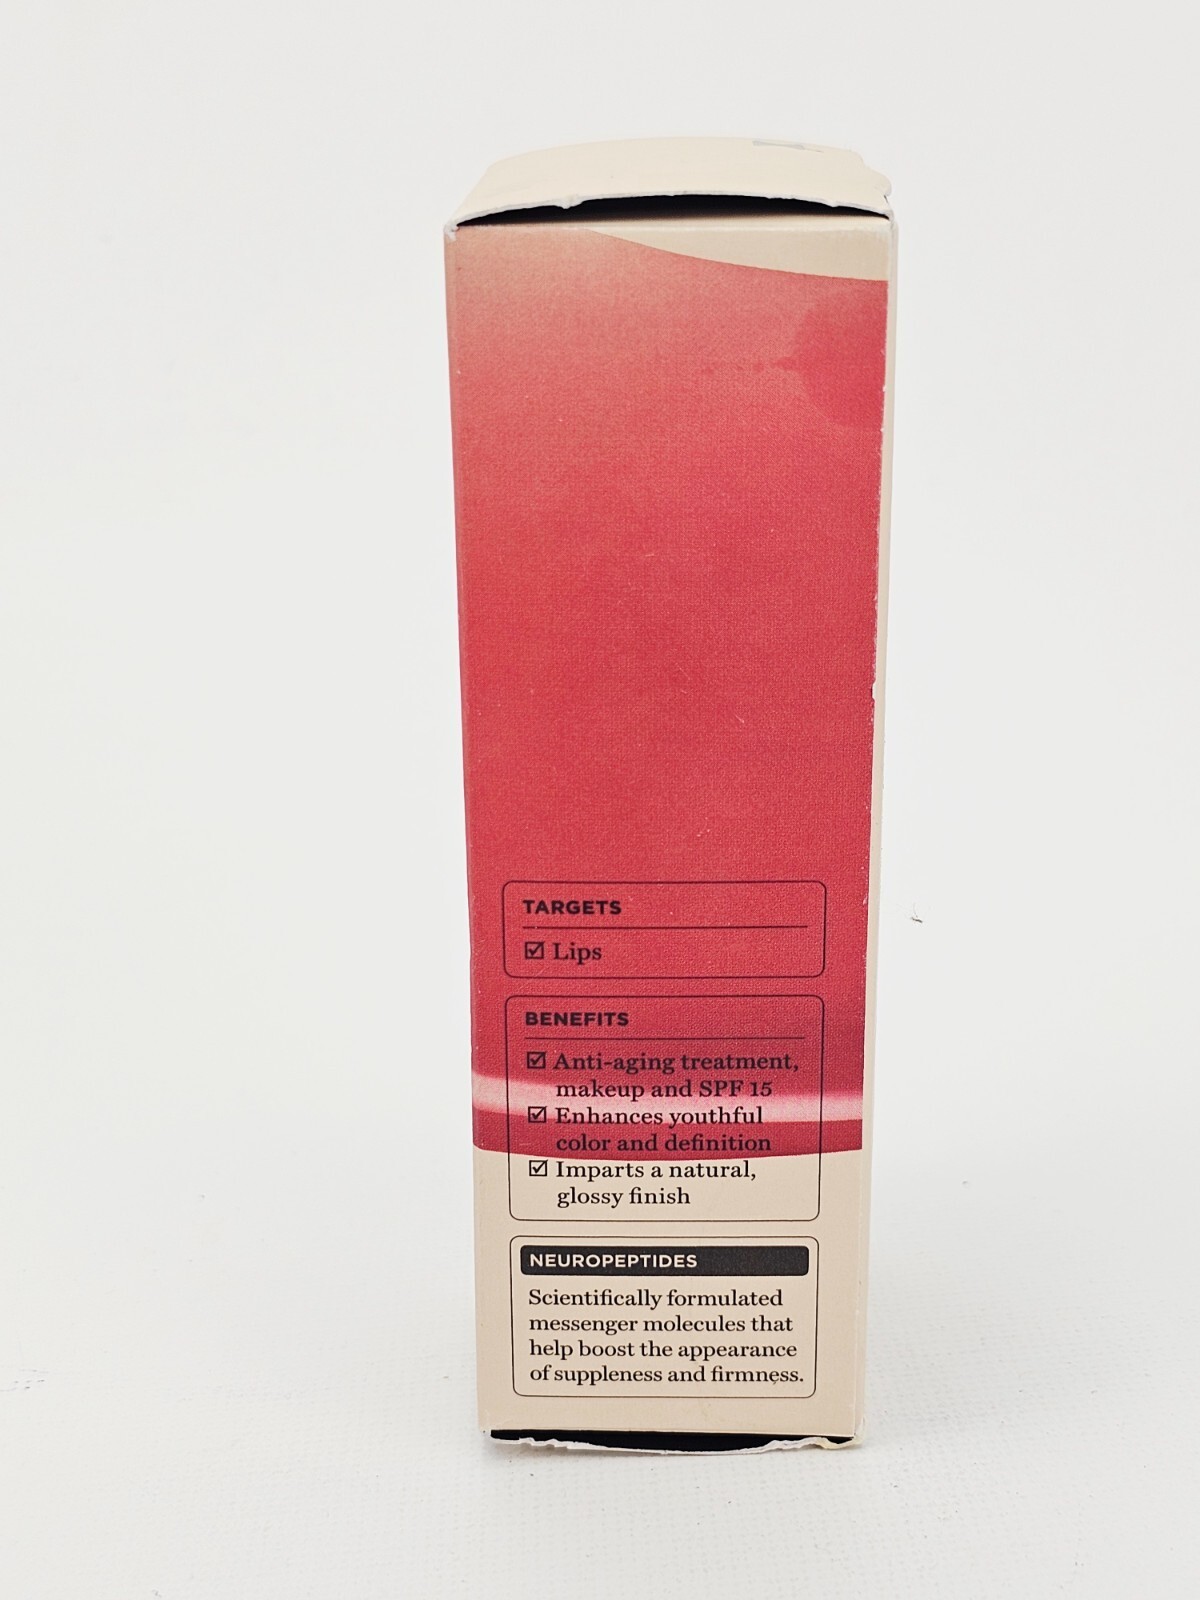 TARGETS
☑ Lips
BENEFITS
☑ Anti-aging treatment,
makeup and SPF 15
☑ Enhances youthful
color and definition
☑ Imparts a natural,
glossy finish
NEUROPEPTIDES
Scientifically formulated
messenger molecules that
help boost the appearance
of suppleness and firmness.